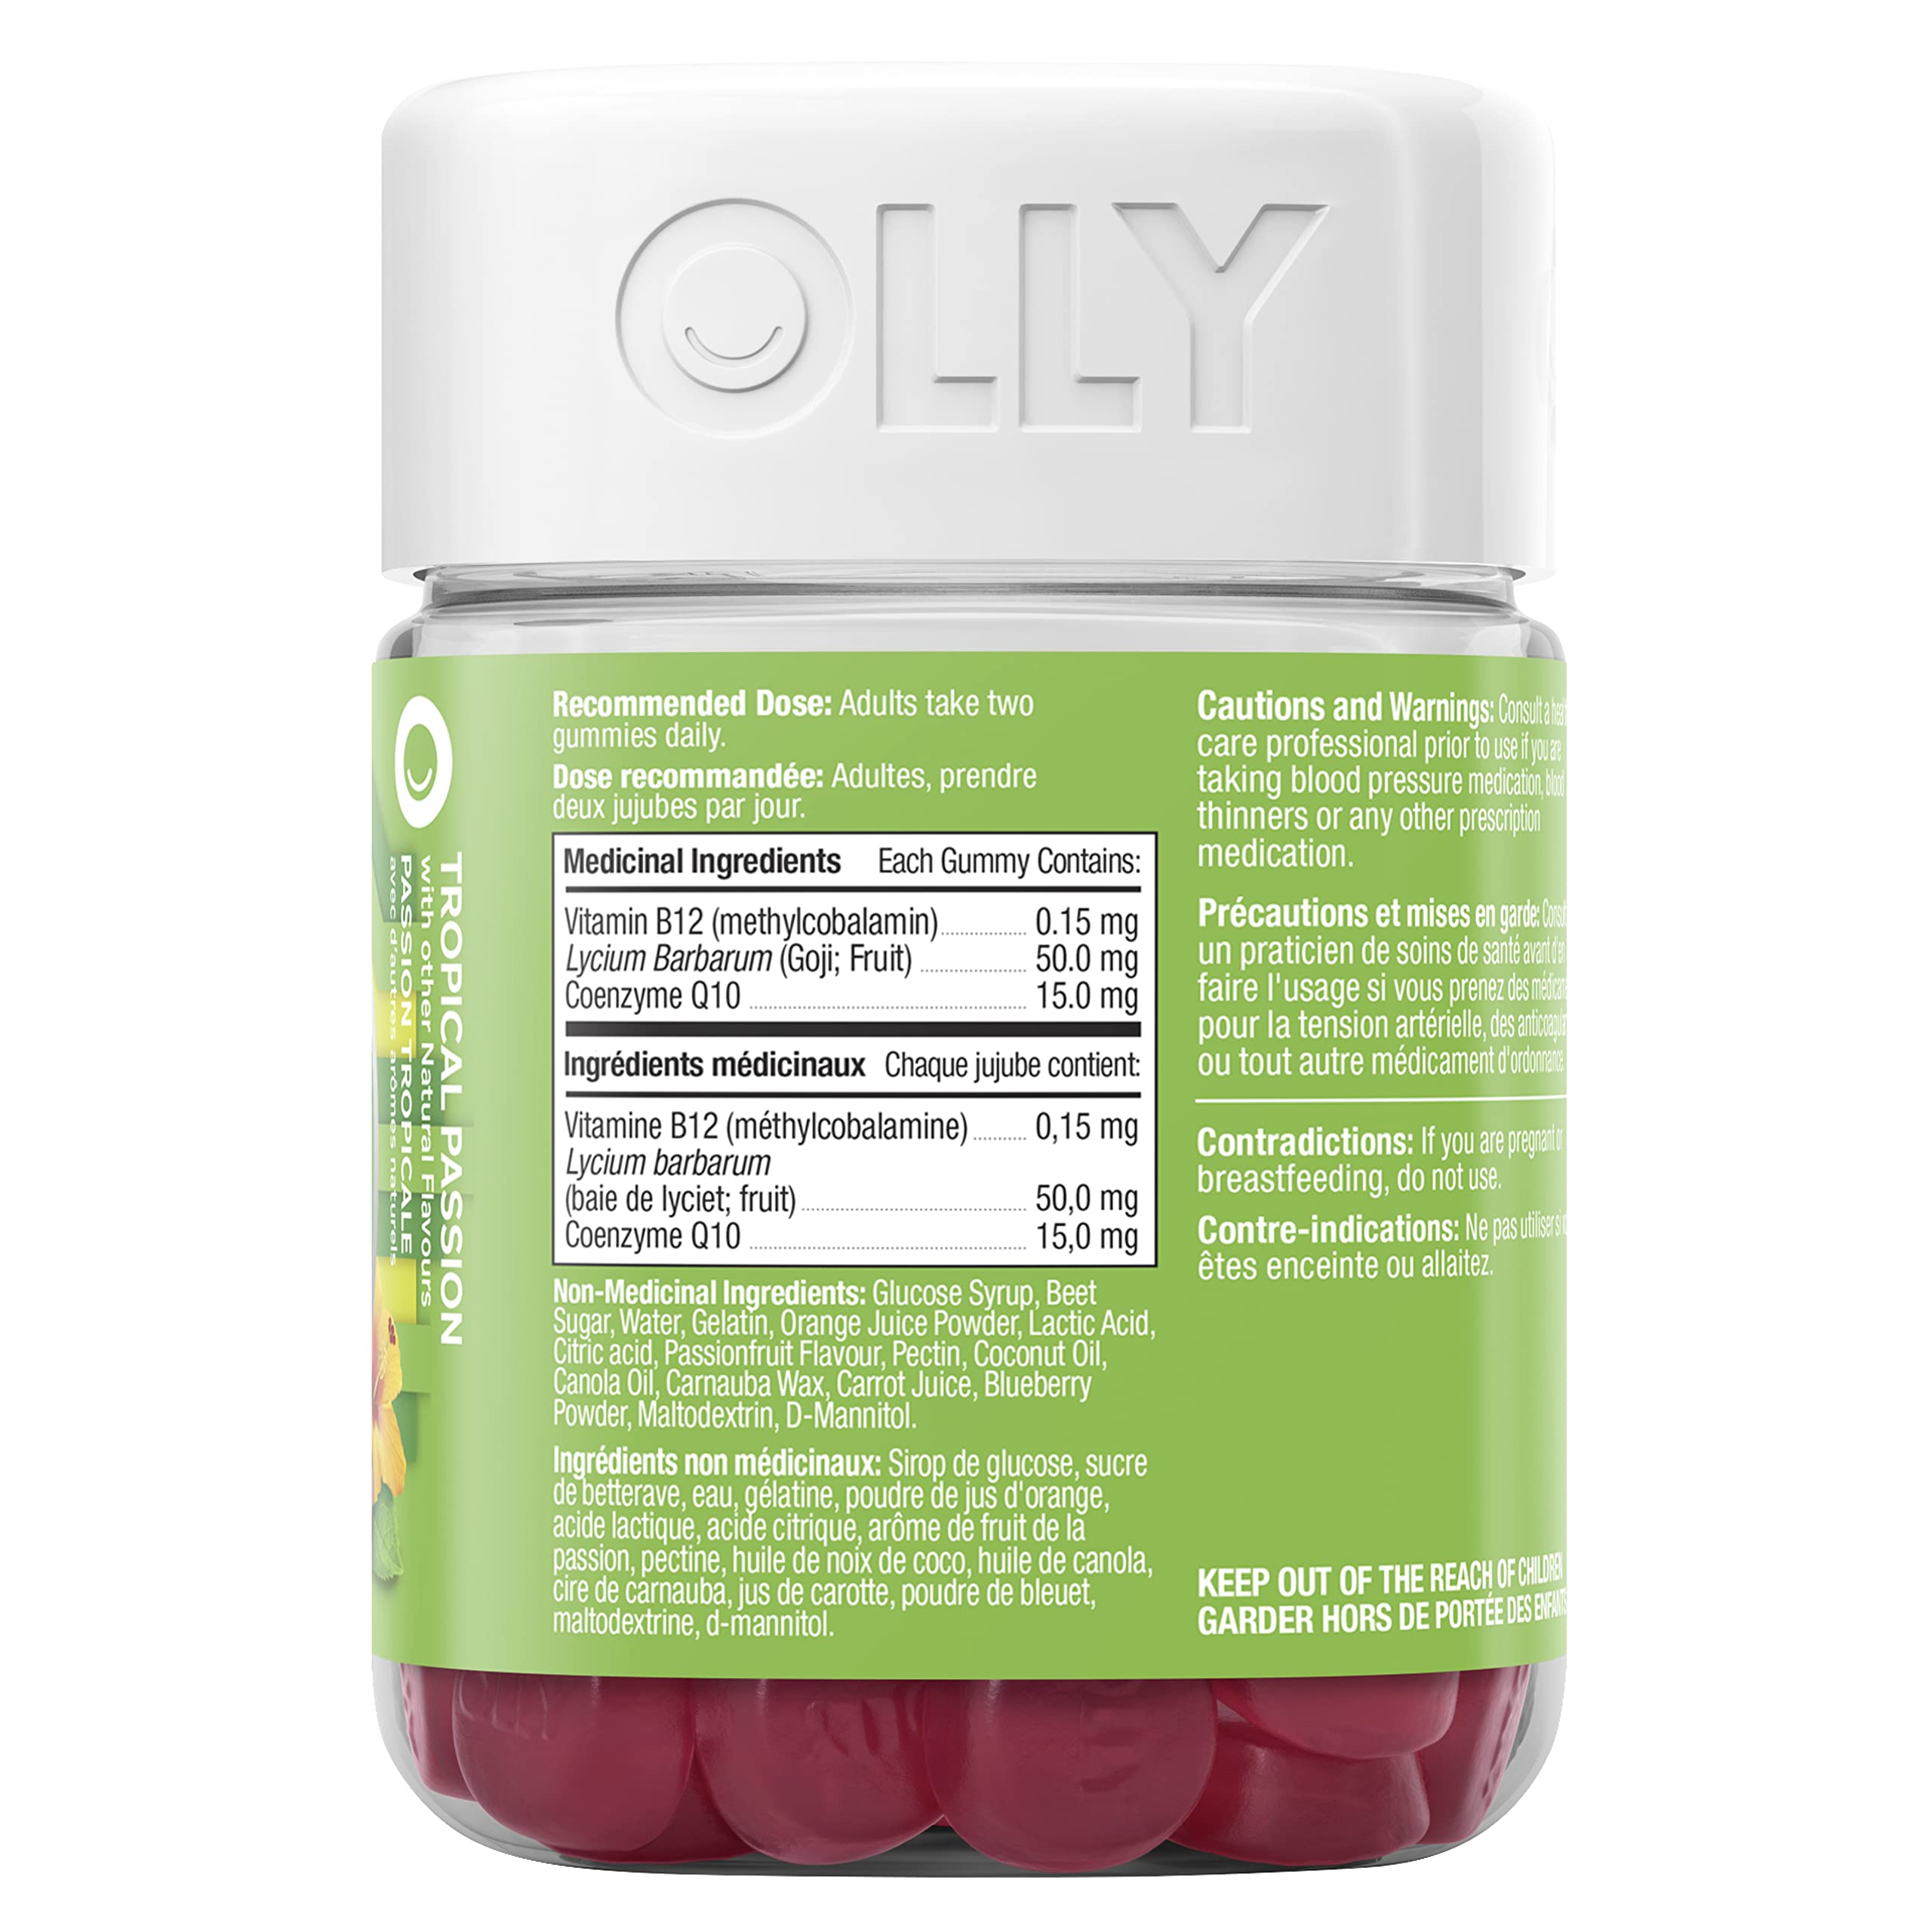 OLLY
TROPICAL PASSION
with other Natural Flavours
PASSION TROPICALE
avec d'autres arômes naturels
Recommended Dose: Adults take two
gummies daily.
Dose recommandée: Adultes, prendre
deux jujubes par jour.
Medicinal Ingredients Each Gummy Contains:
Vitamin B12 (methylcobalamin) 0.15 mg
Lycium Barbarum (Goji; Fruit) 50.0 mg
Coenzyme Q10 15.0 mg
Ingrédients médicinaux Chaque jujube contient:
Vitamine B12 (méthylcobalamine) 0,15 mg
Lycium barbarum
(baie de lyciet; fruit) 50,0 mg
Coenzyme Q10 15,0 mg
Non-Medicinal Ingredients: Glucose Syrup, Beet
Sugar, Water, Gelatin, Orange Juice Powder, Lactic Acid,
Citric acid, Passionfruit Flavour, Pectin, Coconut Oil,
Canola Oil, Carnauba Wax, Carrot Juice, Blueberry
Powder, Maltodextrin, D-Mannitol.
Ingrédients non médicinaux: Sirop de glucose, sucre
de betterave, eau, gélatine, poudre de jus d'orange,
acide lactique, acide citrique, arôme de fruit de la
passion, pectine, huile de noix de coco, huile de canola,
cire de carnauba, jus de carotte, poudre de bleuet,
maltodextrine, d-mannitol.
Cautions and Warnings: Consult a
care professional prior to use if you are
taking blood pressure medication, blood
thinners or any other prescription
medication.
Précautions et mises en garde:
un praticien de soins de santé avant d'en
faire l'usage si vous prenez des
pour la tension artérielle, des
ou tout autre médicament d'ordonnance.
Contradictions: If you are pregnant or
breastfeeding, do not use.
Contre-indications: Ne pas utiliser si
êtes enceinte ou allaitez.
KEEP OUT OF THE REACH OF CHILDREN
GARDER HORS DE PORTÉE DES ENFANTS